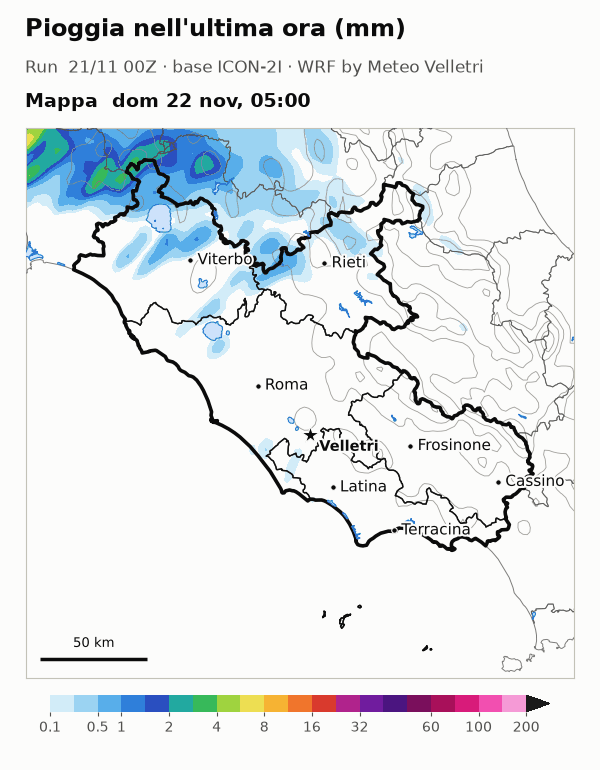 Pioggia nell'ultima ora (mm)
Run 21/11 00Z · base ICON-2I · WRF by Meteo Velletri
Mappa dom 22 nov, 05:00
Viterbo
Rieti
Roma
Velletri
Frosinone
Latina
Cassino
Terracina
50 km
0.1 0.5 1 2 4 8 16 32 60 100 200